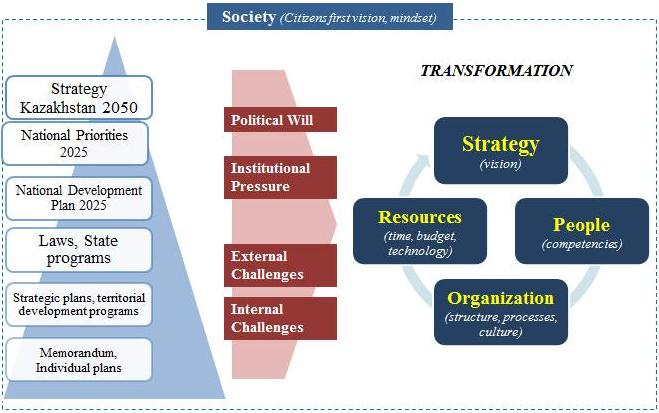 Society (Citizens first vision, mindset)
Strategy
Kazakhstan 2050
National Priorities
2025
National Development
Plan 2025
Laws, State
programs
Strategic plans, territorial
development programs
Memorandum,
Individual plans
Political Will
Institutional
Pressure
External
Challenges
Internal
Challenges
TRANSFORMATION
Strategy
(vision)
Resources
(time, budget,
technology)
People
(competencies)
Organization
(structure, processes,
culture)